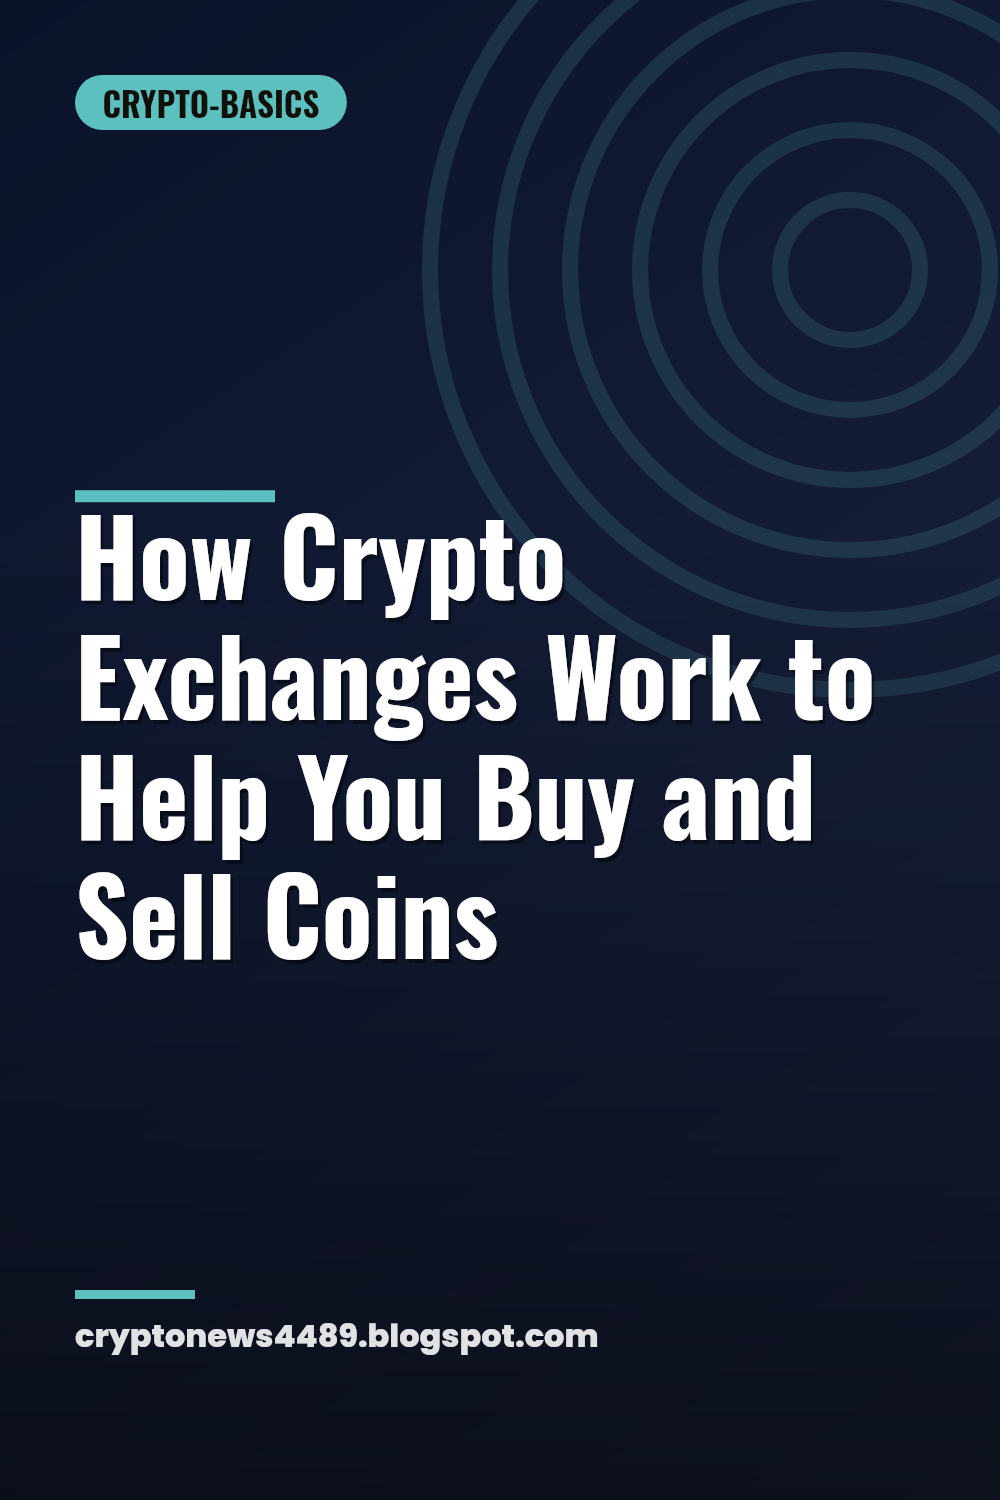 CRYPTO-BASICS
How Crypto
Exchanges Work to
Help You Buy and
Sell Coins
cryptonews4489.blogspot.com